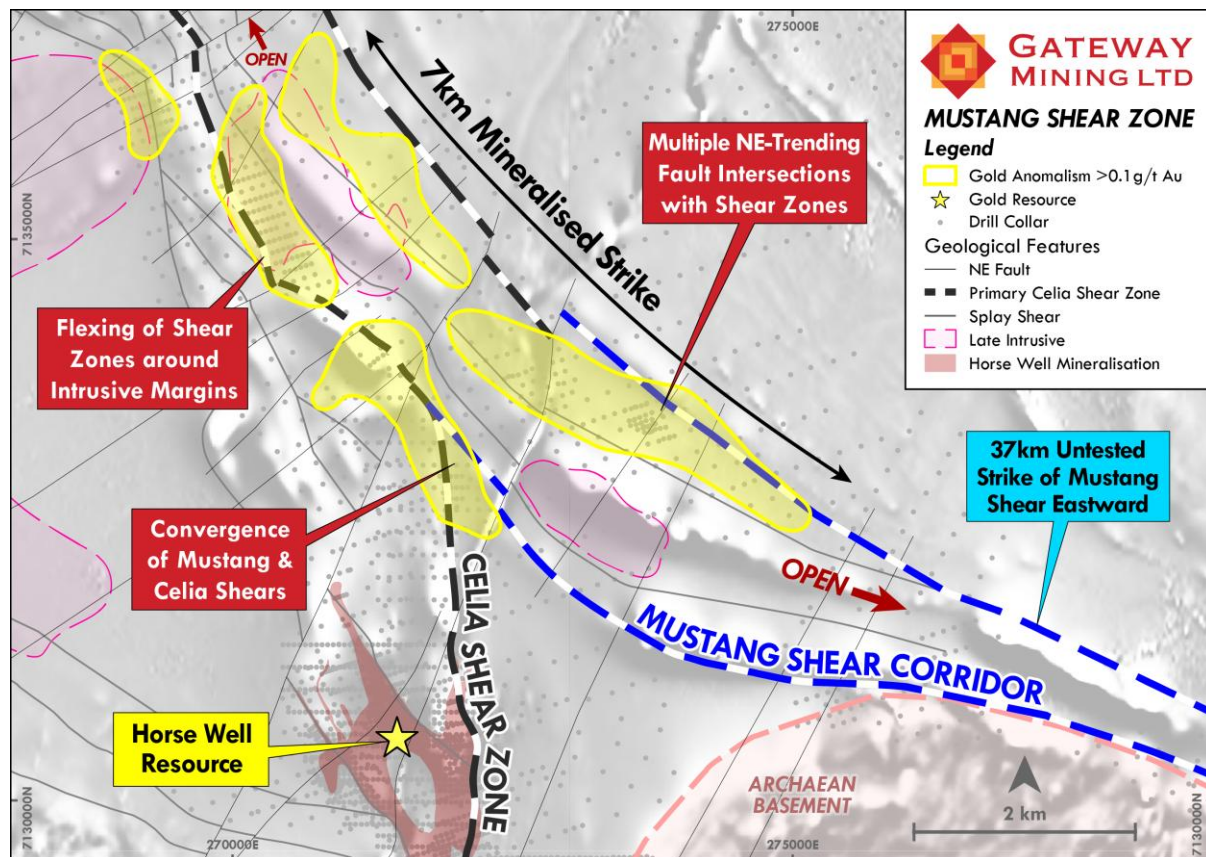 275000E
GATEWAY
MINING LTD
MUSTANG SHEAR ZONE
Legend
Gold Anomalism >0.1g/t Au
Gold Resource
Drill Collar
Geological Features
NE Fault
Primary Celia Shear Zone
Splay Shear
Late Intrusive
Horse Well Mineralisation
OPEN
7km Mineralised Strike
Multiple NE-Trending
Fault Intersections
with Shear Zones
7135000N
7135000N
Flexing of Shear
Zones around
Intrusive Margins
37km Untested
Strike of Mustang
Shear Eastward
Convergence
of Mustang &
Celia Shears
OPEN
CELIA SHEAR ZONE
MUSTANG SHEAR CORRIDOR
Horse Well
Resource
ARCHAEAN
BASEMENT
2 km
7130000N
7130000N
270000E
275000E